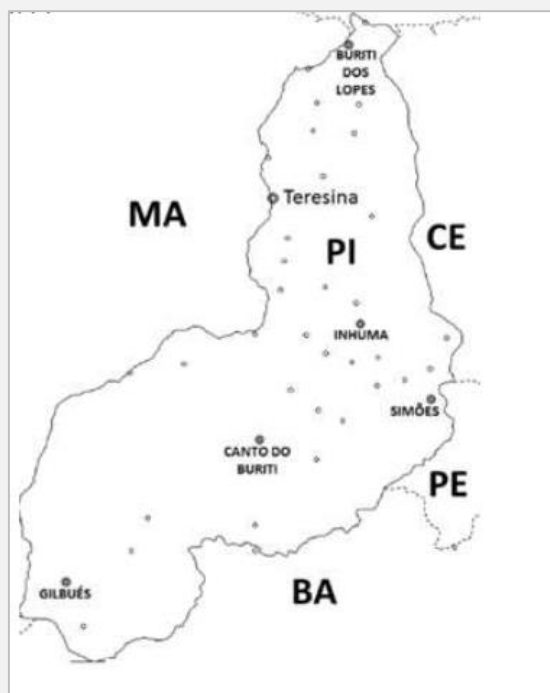 BURITI
DOS
LOPES
Teresina
MA
CE
PI
INHUMA
SIMÕES
CANTO DO
BURITI
PE
GILBUÉS
BA